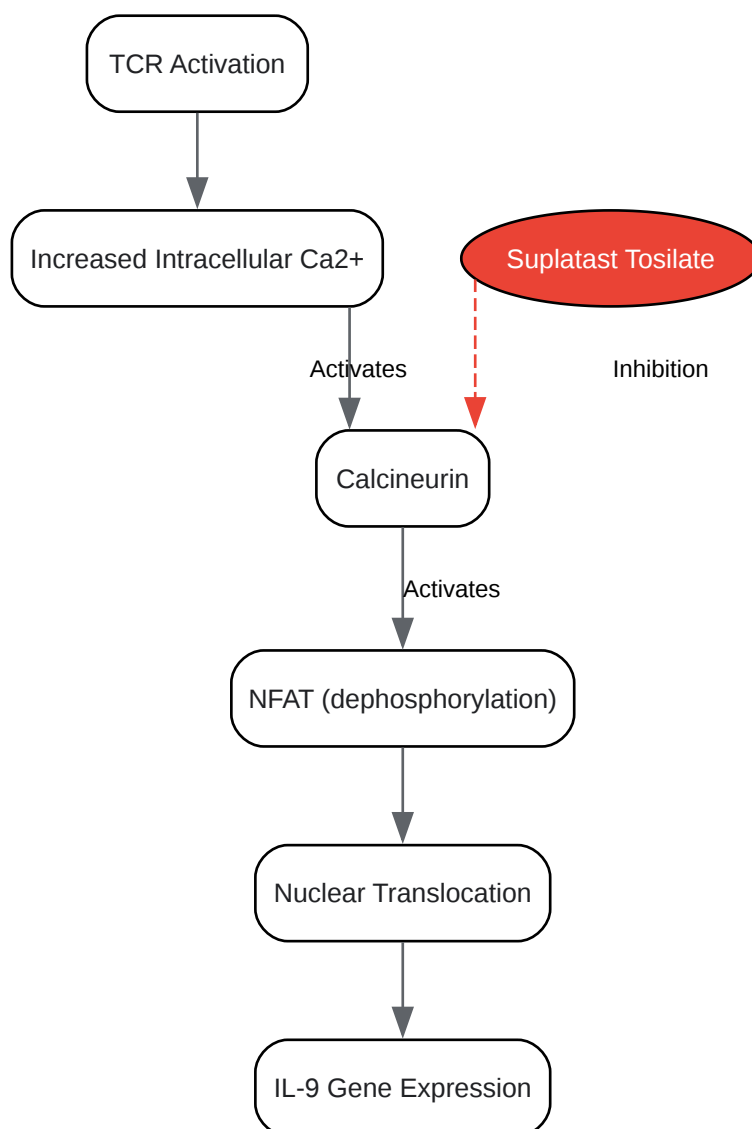 TCR Activation
Increased Intracellular Ca2+
Suplatast Tosilate
Activates
Inhibition
Calcineurin
Activates
NFAT (dephosphorylation)
Nuclear Translocation
IL-9 Gene Expression